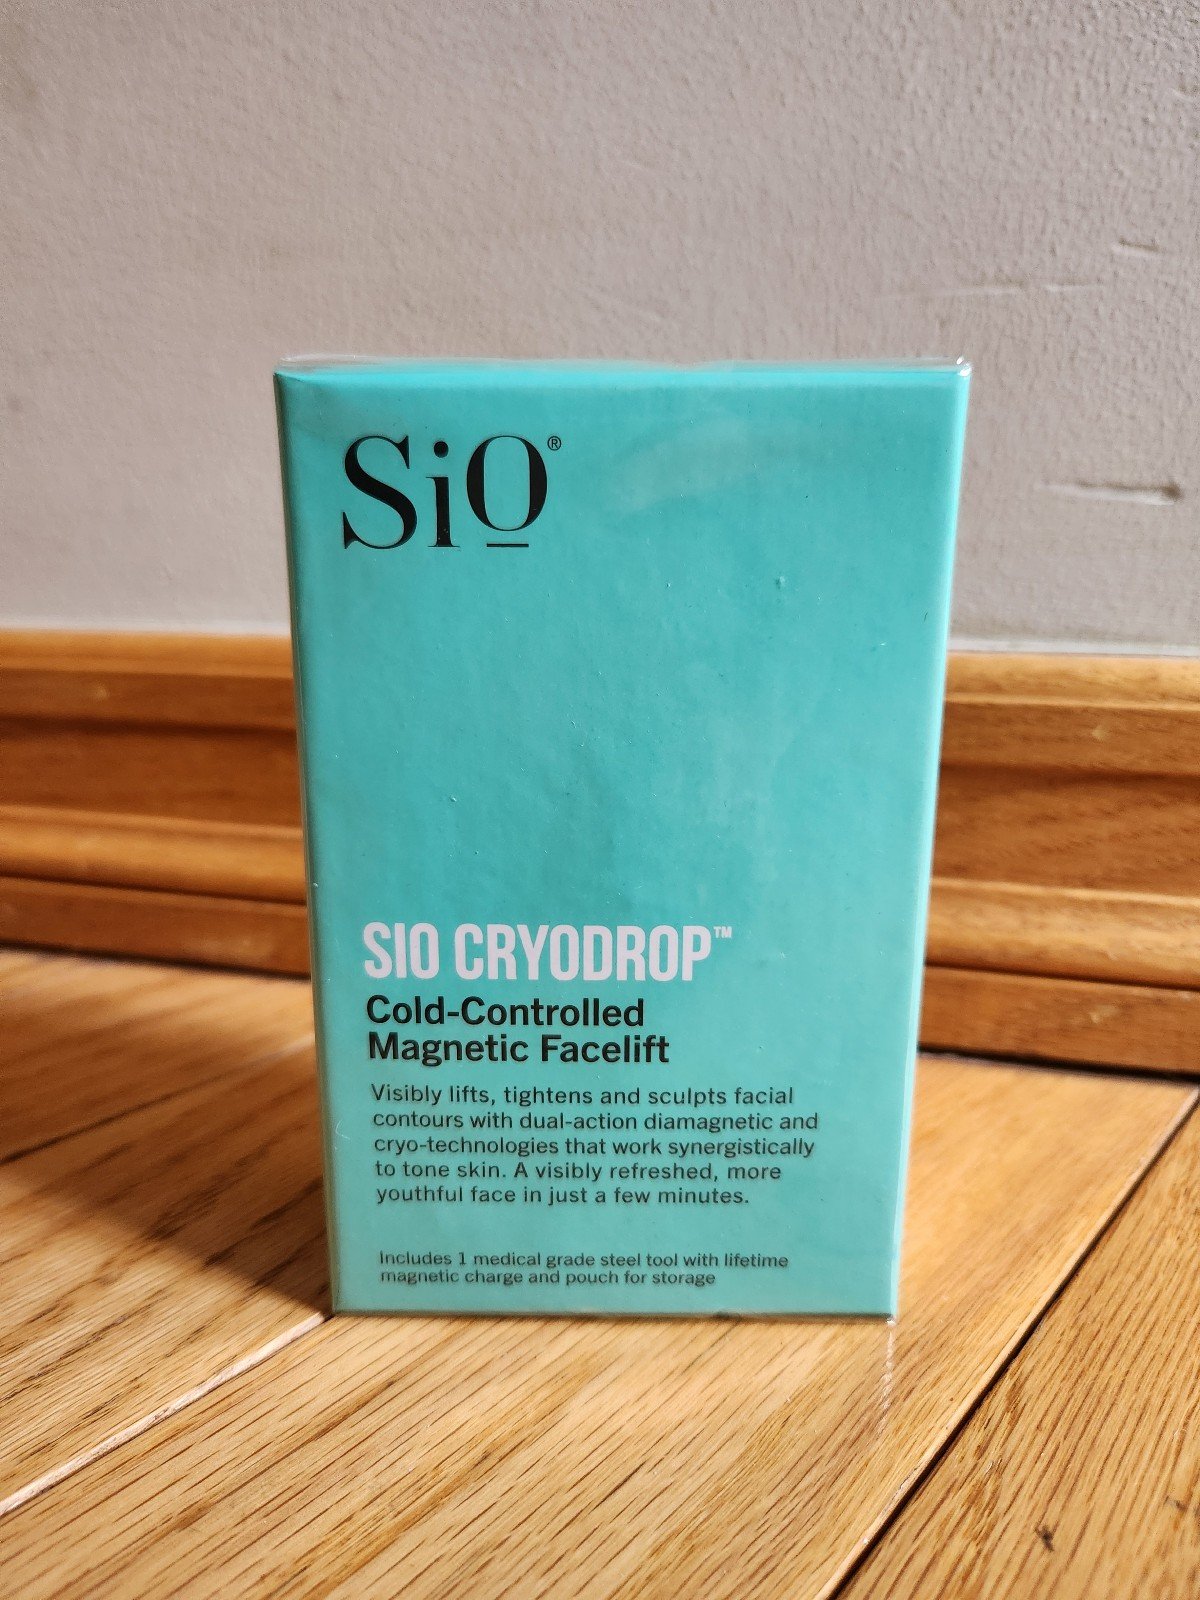 SiO®
SIO CRYODROP™
Cold-Controlled
Magnetic Facelift
Visibly lifts, tightens and sculpts facial
contours with dual-action diamagnetic and
cryo-technologies that work synergistically
to tone skin. A visibly refreshed, more
youthful face in just a few minutes.
Includes 1 medical grade steel tool with lifetime
magnetic charge and pouch for storage